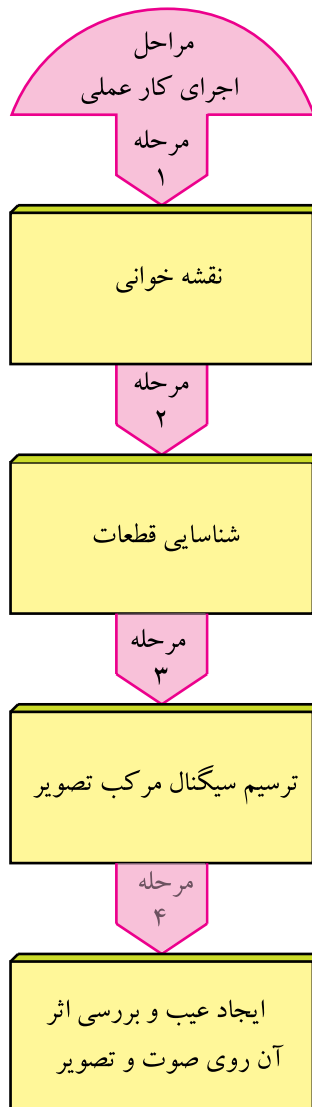 مراحل
اجرای کار عملی
مرحله
۱
نقشه خوانی
مرحله
۲
شناسایی قطعات
مرحله
۳
ترسیم سیگنال مرکب تصویر
مرحله
۴
ایجاد عیب و بررسی اثر
آن روی صوت و تصویر